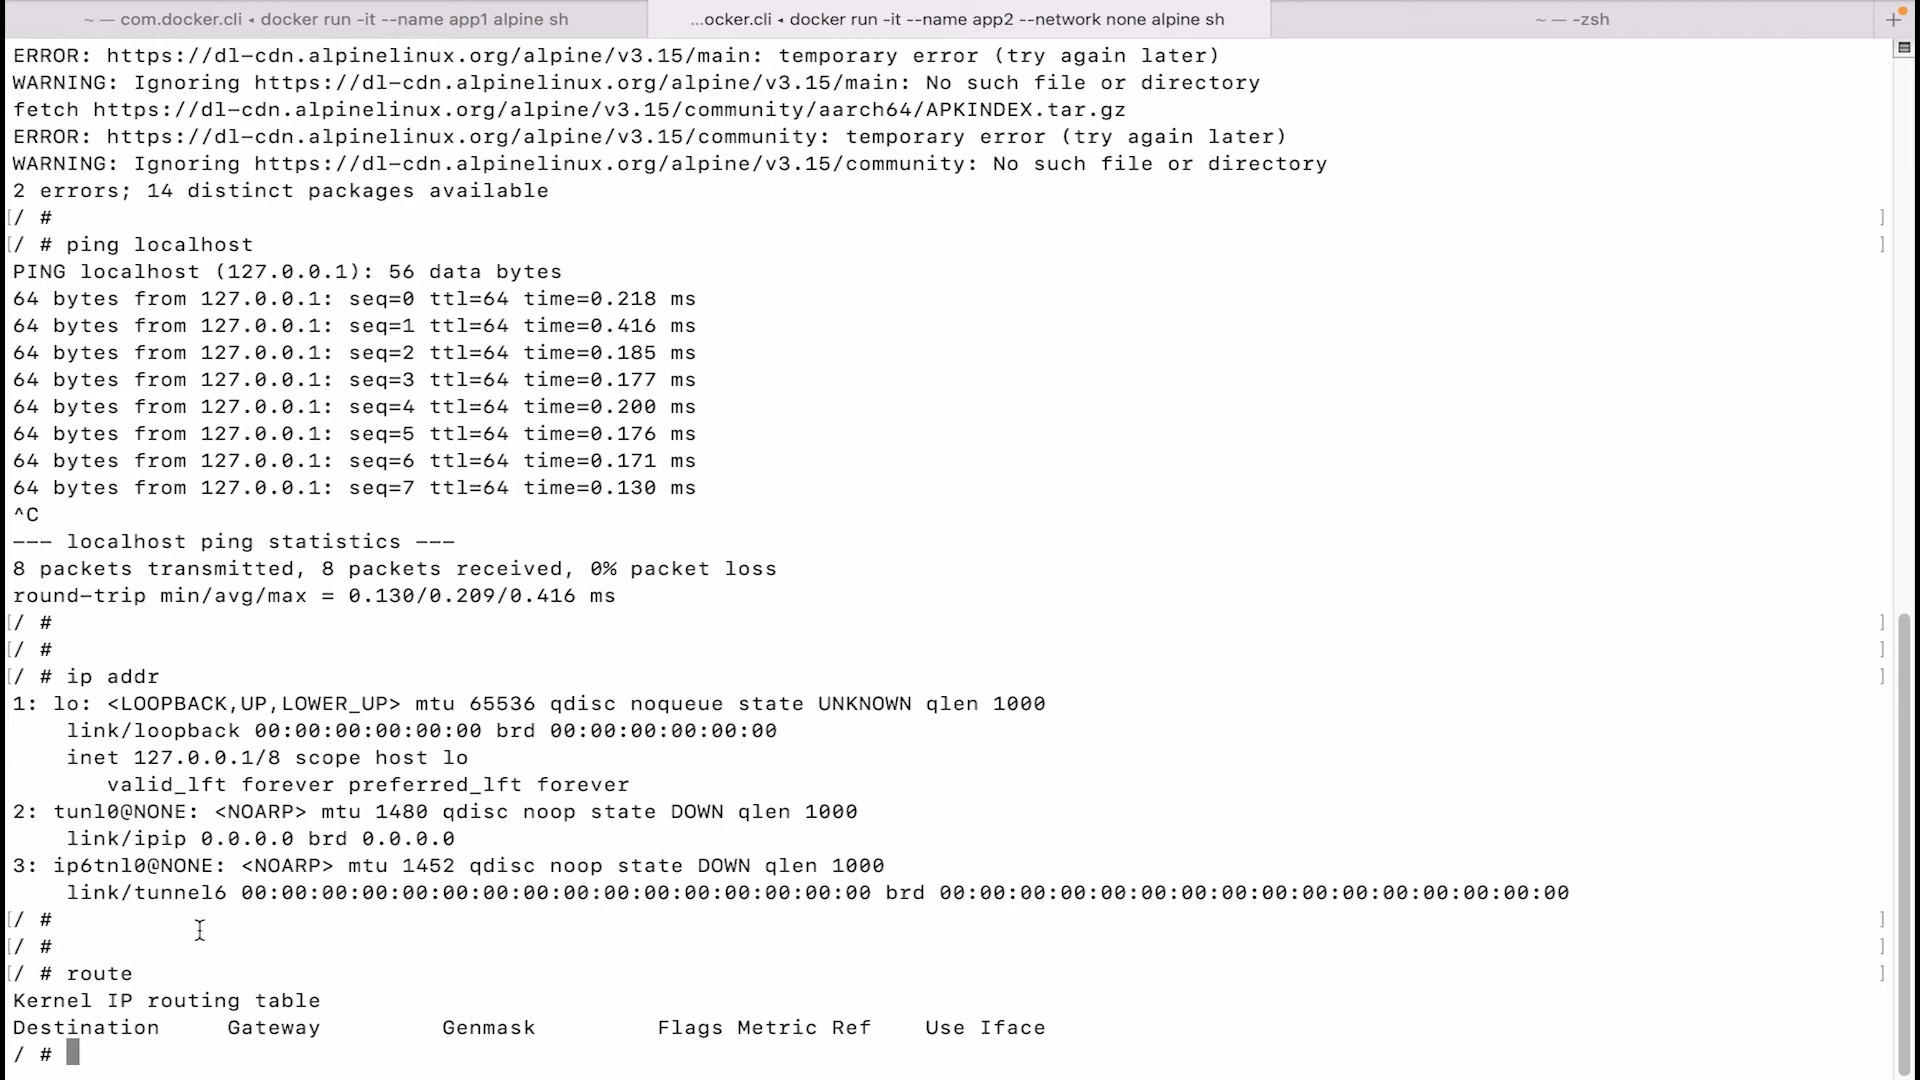 ~ — com.docker.cli ◂ docker run -it --name app1 alpine sh
...ocker.cli ◂ docker run -it --name app2 --network none alpine sh
~ — -zsh
+
ERROR: https://dl-cdn.alpinelinux.org/alpine/v3.15/main: temporary error (try again later)
WARNING: Ignoring https://dl-cdn.alpinelinux.org/alpine/v3.15/main: No such file or directory
fetch https://dl-cdn.alpinelinux.org/alpine/v3.15/community/aarch64/APKINDEX.tar.gz
ERROR: https://dl-cdn.alpinelinux.org/alpine/v3.15/community: temporary error (try again later)
WARNING: Ignoring https://dl-cdn.alpinelinux.org/alpine/v3.15/community: No such file or directory
2 errors; 14 distinct packages available
[/ # ]
[/ # ping localhost ]
PING localhost (127.0.0.1): 56 data bytes
64 bytes from 127.0.0.1: seq=0 ttl=64 time=0.218 ms
64 bytes from 127.0.0.1: seq=1 ttl=64 time=0.416 ms
64 bytes from 127.0.0.1: seq=2 ttl=64 time=0.185 ms
64 bytes from 127.0.0.1: seq=3 ttl=64 time=0.177 ms
64 bytes from 127.0.0.1: seq=4 ttl=64 time=0.200 ms
64 bytes from 127.0.0.1: seq=5 ttl=64 time=0.176 ms
64 bytes from 127.0.0.1: seq=6 ttl=64 time=0.171 ms
64 bytes from 127.0.0.1: seq=7 ttl=64 time=0.130 ms
^C
--- localhost ping statistics ---
8 packets transmitted, 8 packets received, 0% packet loss
round-trip min/avg/max = 0.130/0.209/0.416 ms
[/ # ]
[/ # ]
[/ # ip addr ]
1: lo: <LOOPBACK,UP,LOWER_UP> mtu 65536 qdisc noqueue state UNKNOWN qlen 1000
    link/loopback 00:00:00:00:00:00 brd 00:00:00:00:00:00
    inet 127.0.0.1/8 scope host lo
       valid_lft forever preferred_lft forever
2: tunl0@NONE: <NOARP> mtu 1480 qdisc noop state DOWN qlen 1000
    link/ipip 0.0.0.0 brd 0.0.0.0
3: ip6tnl0@NONE: <NOARP> mtu 1452 qdisc noop state DOWN qlen 1000
    link/tunnel6 00:00:00:00:00:00:00:00:00:00:00:00:00:00:00:00 brd 00:00:00:00:00:00:00:00:00:00:00:00:00:00:00:00
[/ # ]
[/ # ]
[/ # route ]
Kernel IP routing table
Destination     Gateway         Genmask         Flags Metric Ref    Use Iface
/ #